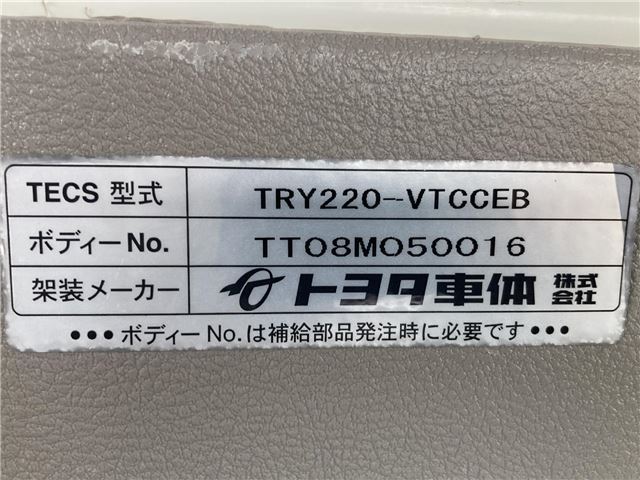 TECS 型式 TRY220-VTCCEB
ボディーNo. TT08M050016
架装メーカー トヨタ車体 株式会社
●●●ボディーNo.は補給部品発注時に必要です●●●